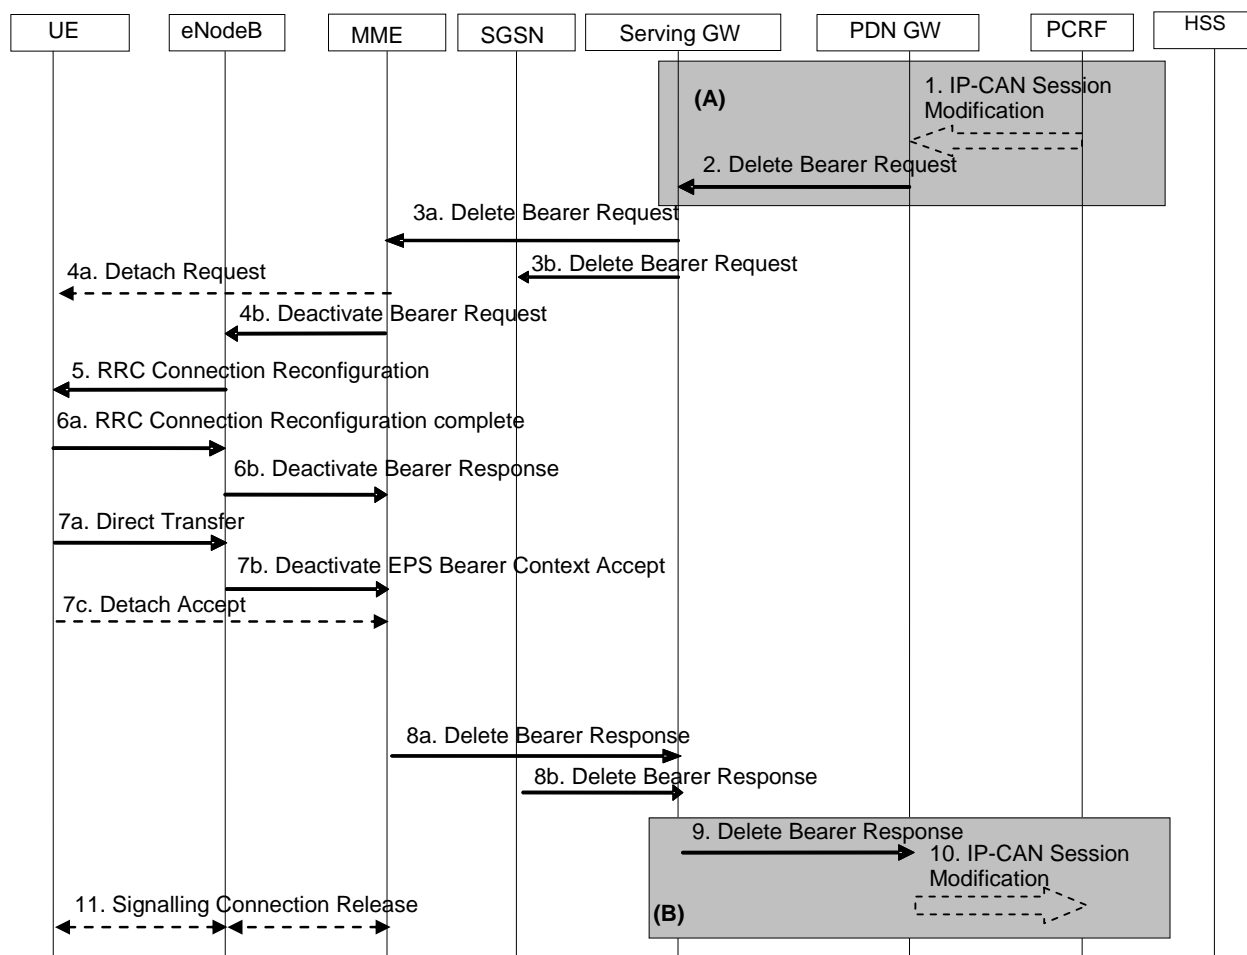 UE
eNodeB
MME
SGSN
Serving GW
PDN GW
PCRF
HSS
(A)
1. IP-CAN Session
Modification
2. Delete Bearer Request
3a. Delete Bearer Request
3b. Delete Bearer Request
4a. Detach Request
4b. Deactivate Bearer Request
5. RRC Connection Reconfiguration
6a. RRC Connection Reconfiguration complete
6b. Deactivate Bearer Response
7a. Direct Transfer
7b. Deactivate EPS Bearer Context Accept
7c. Detach Accept
8a. Delete Bearer Response
8b. Delete Bearer Response
9. Delete Bearer Response
10. IP-CAN Session
Modification
11. Signalling Connection Release
(B)